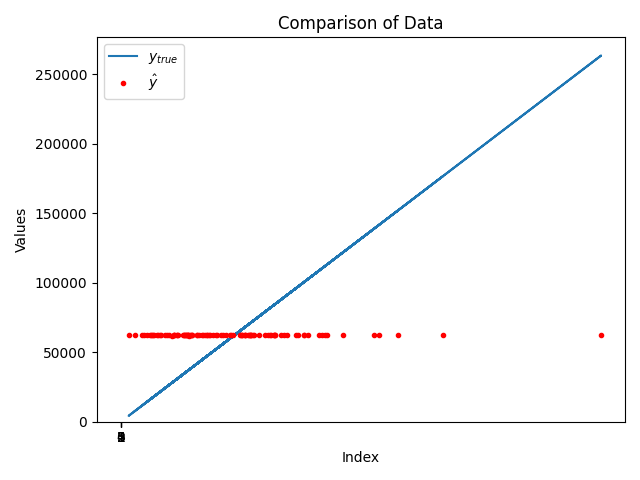 Comparison of Data
y_true
ŷ
250000
200000
150000
100000
50000
0
Values
Index